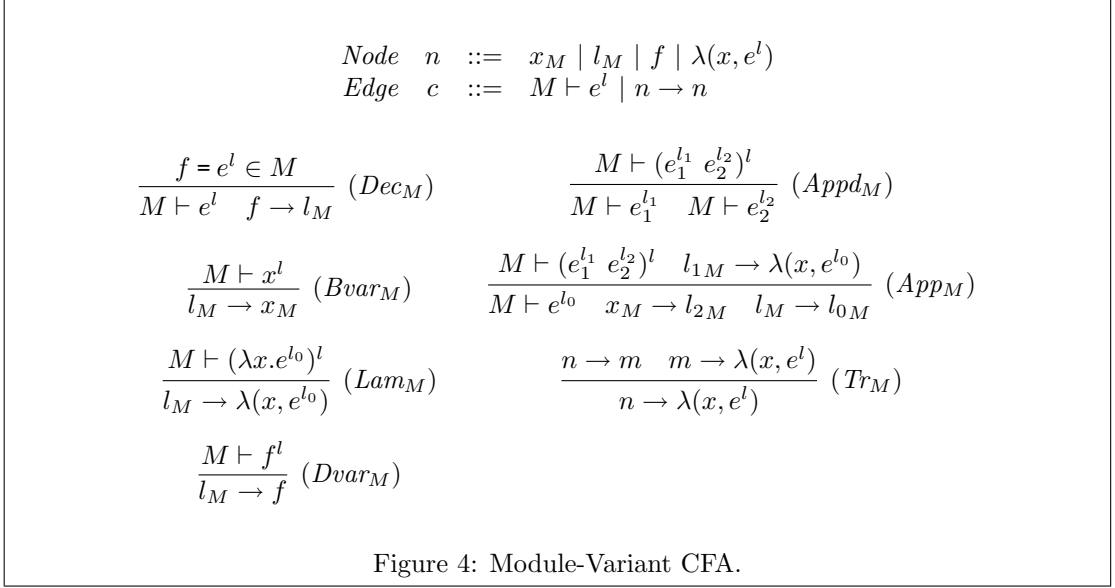 Node n ::= x_M | l_M | f | λ(x, e^l)
Edge c ::= M ⊢ e^l | n → n
f = e^l ∈ M
M ⊢ e^l f → l_M (Dec_M)
M ⊢ (e_1^{l_1} e_2^{l_2})^l
M ⊢ e_1^{l_1} M ⊢ e_2^{l_2} (Appd_M)
M ⊢ x^l
l_M → x_M (Bvar_M)
M ⊢ (e_1^{l_1} e_2^{l_2})^l l_{1M} → λ(x, e^{l_0})
M ⊢ e^{l_0} x_M → l_{2M} l_M → l_{0M} (App_M)
M ⊢ (λx.e^{l_0})^l
l_M → λ(x, e^{l_0}) (Lam_M)
n → m m → λ(x, e^l)
n → λ(x, e^l) (Tr_M)
M ⊢ f^l
l_M → f (Dvar_M)
Figure 4: Module-Variant CFA.